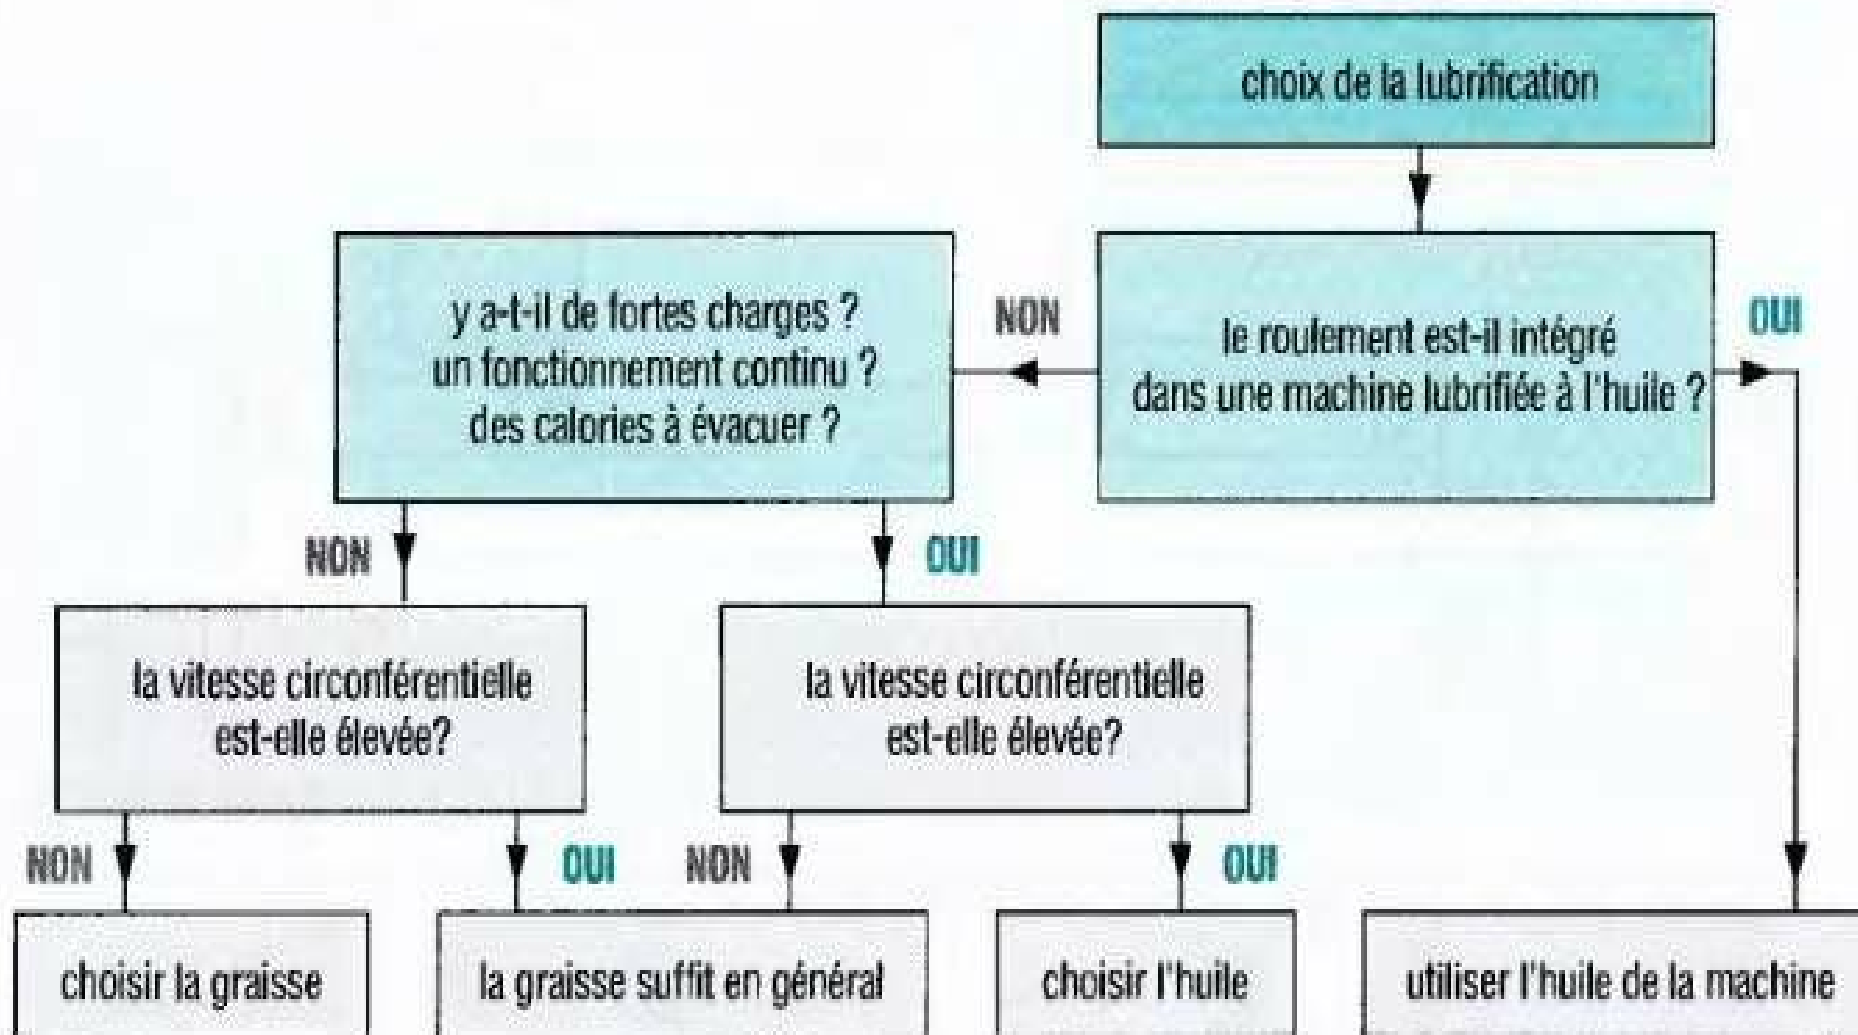 choix de la lubrification
y a-t-il de fortes charges ?
un fonctionnement continu ?
des calories à évacuer ?
NON
le roulement est-il intégré
dans une machine lubrifiée à l'huile ?
OUI
NON
OUI
la vitesse circonférentielle
est-elle élevée?
la vitesse circonférentielle
est-elle élevée?
NON
OUI
NON
OUI
choisir la graisse
la graisse suffit en général
choisir l'huile
utiliser l'huile de la machine